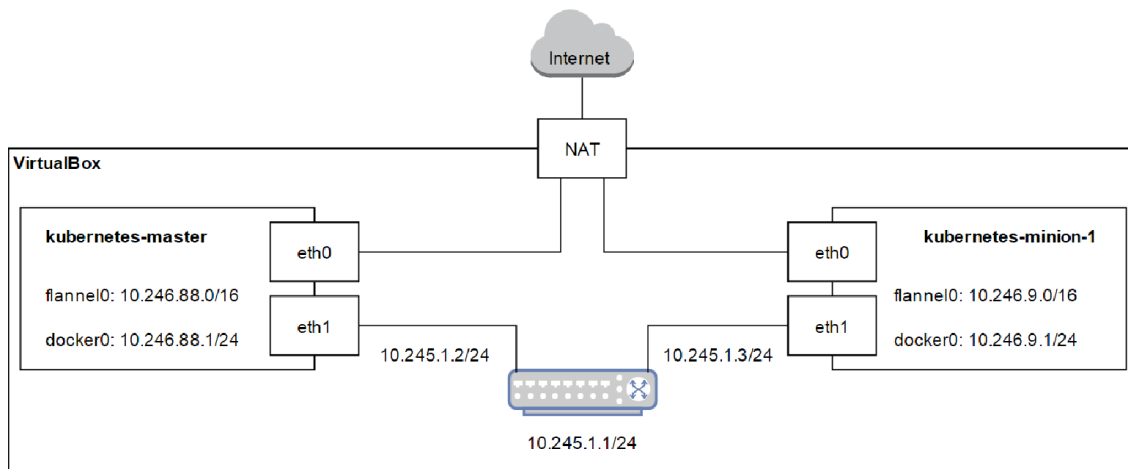 Internet
NAT
VirtualBox
kubernetes-master
eth0
flannel0: 10.246.88.0/16
eth1
docker0: 10.246.88.1/24
10.245.1.2/24
eth0
kubernetes-minion-1
eth1
flannel0: 10.246.9.0/16
docker0: 10.246.9.1/24
10.245.1.3/24
10.245.1.1/24